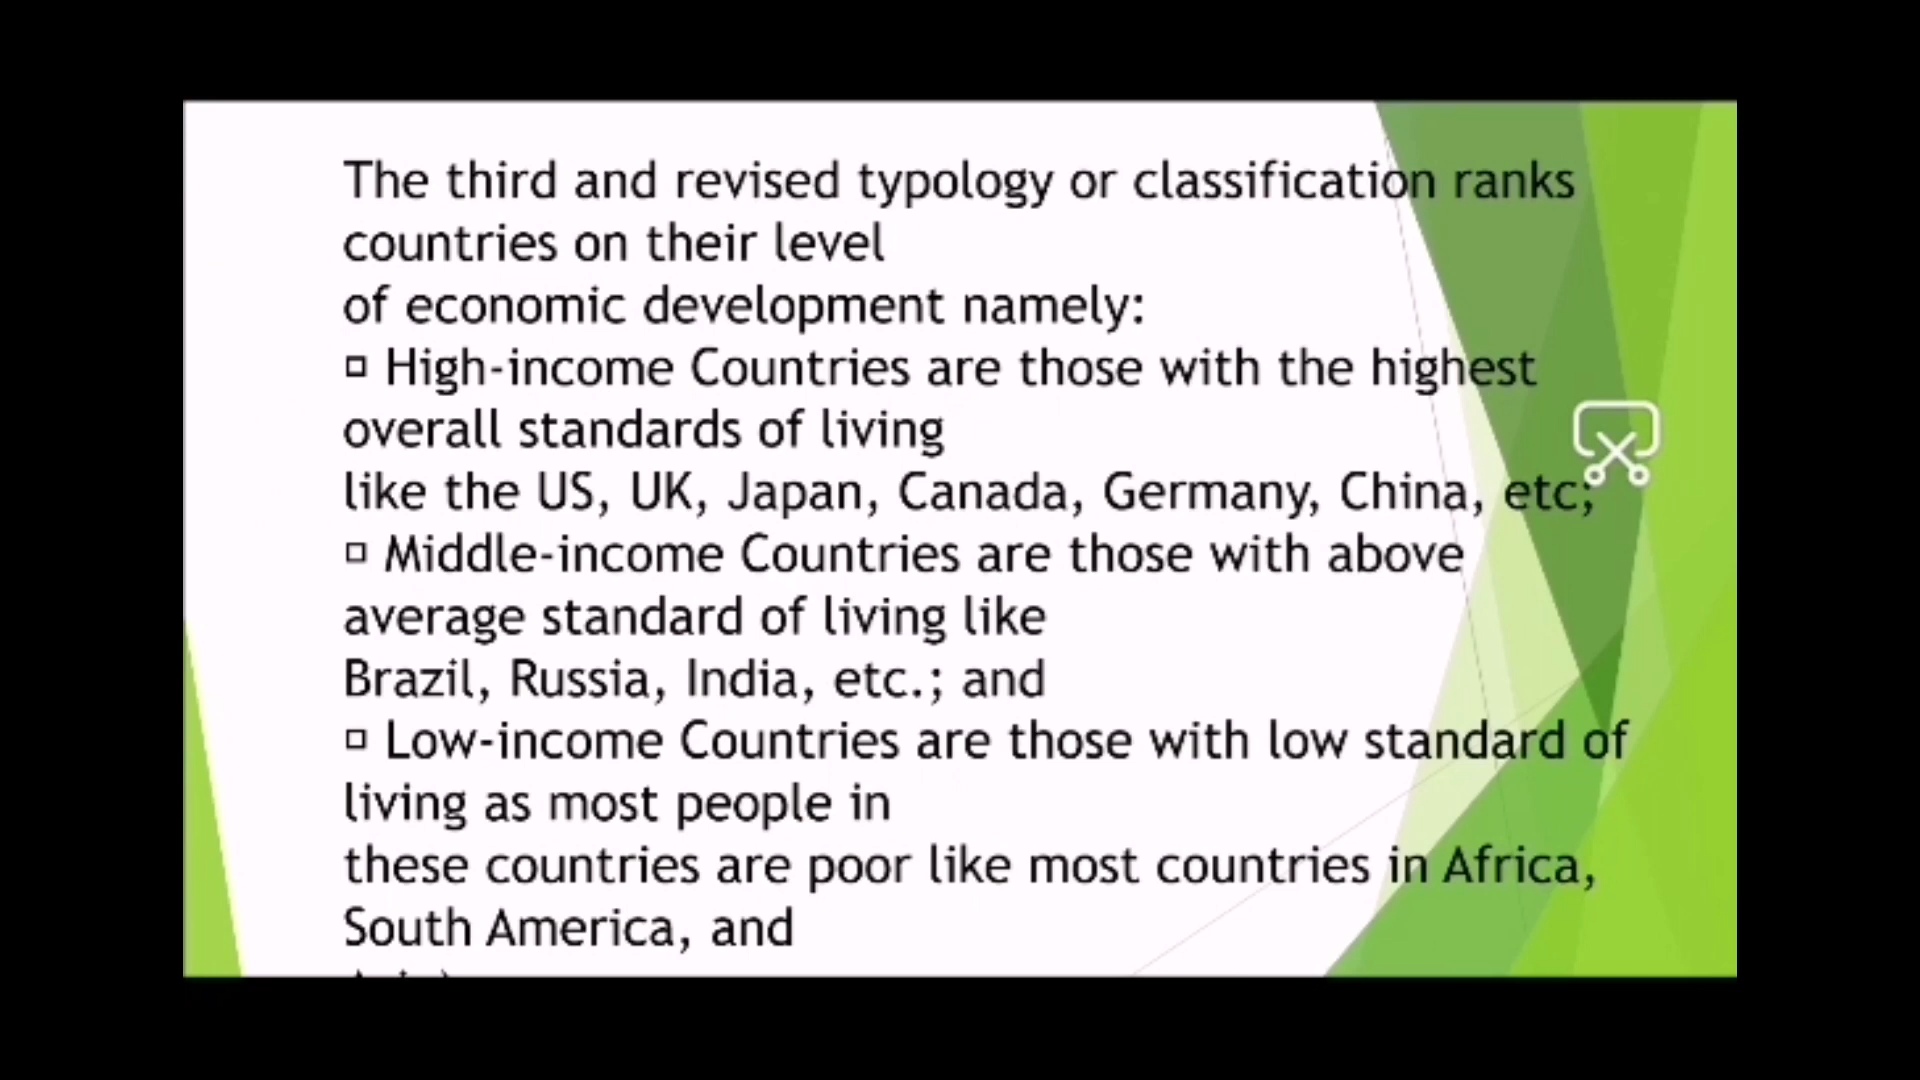 The third and revised typology or classification ranks
countries on their level
of economic development namely:
High-income Countries are those with the highest
overall standards of living
like the US, UK, Japan, Canada, Germany, China, etc;
Middle-income Countries are those with above
average standard of living like
Brazil, Russia, India, etc.; and
Low-income Countries are those with low standard of
living as most people in
these countries are poor like most countries in Africa,
South America, and